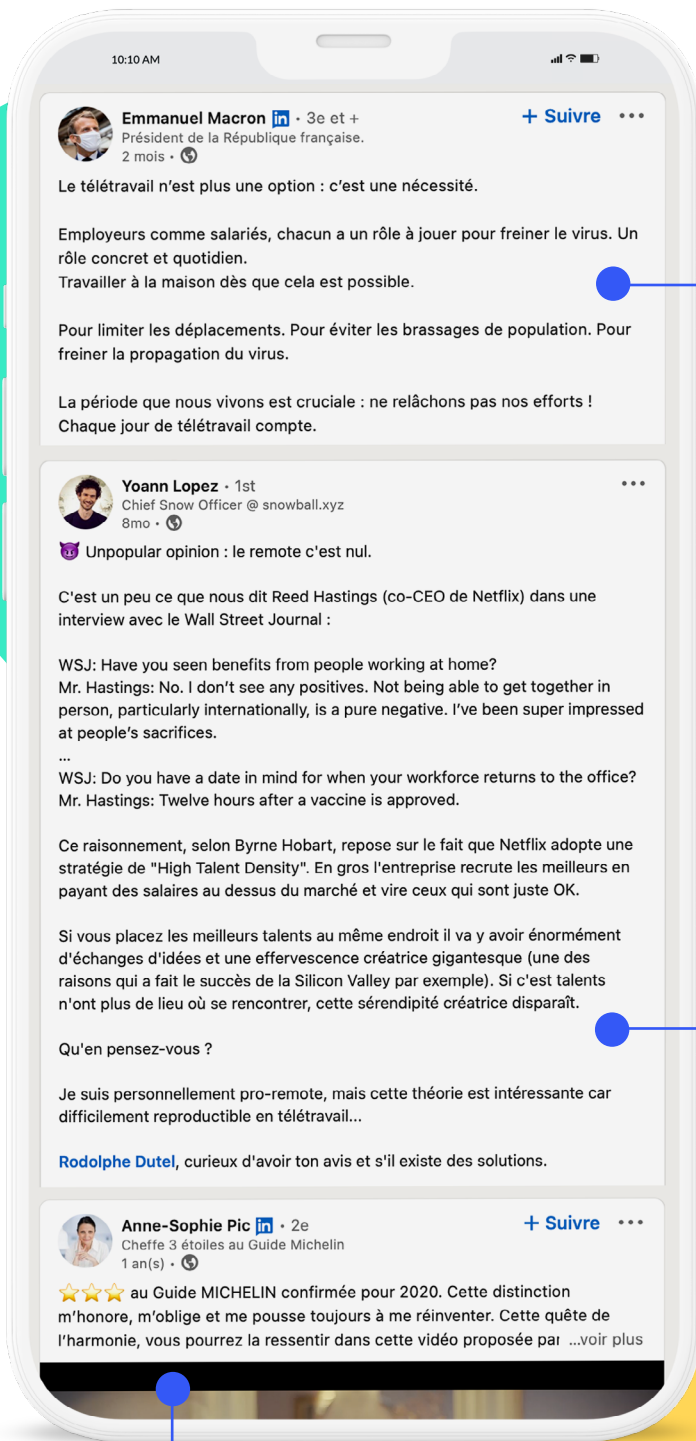 10:10 AM
Emmanuel Macron in • 3e et +
+ Suivre •••
Président de la République française.
2 mois •
Le télétravail n’est plus une option : c’est une nécessité.
Employeurs comme salariés, chacun a un rôle à jouer pour freiner le virus. Un
rôle concret et quotidien.
Travailler à la maison dès que cela est possible.
Pour limiter les déplacements. Pour éviter les brassages de population. Pour
freiner la propagation du virus.
La période que nous vivons est cruciale : ne relâchons pas nos efforts !
Chaque jour de télétravail compte.
Yoann Lopez • 1st
•••
Chief Snow Officer @ snowball.xyz
8mo •
😈 Unpopular opinion : le remote c'est nul.
C'est un peu ce que nous dit Reed Hastings (co-CEO de Netflix) dans une
interview avec le Wall Street Journal :
WSJ: Have you seen benefits from people working at home?
Mr. Hastings: No. I don’t see any positives. Not being able to get together in
person, particularly internationally, is a pure negative. I’ve been super impressed
at people’s sacrifices.
...
WSJ: Do you have a date in mind for when your workforce returns to the office?
Mr. Hastings: Twelve hours after a vaccine is approved.
Ce raisonnement, selon Byrne Hobart, repose sur le fait que Netflix adopte une
stratégie de "High Talent Density". En gros l'entreprise recrute les meilleurs en
payant des salaires au dessus du marché et vire ceux qui sont juste OK.
Si vous placez les meilleurs talents au même endroit il va y avoir énormément
d'échanges d'idées et une effervescence créatrice gigantesque (une des
raisons qui a fait le succès de la Silicon Valley par exemple). Si c'est talents
n'ont plus de lieu où se rencontrer, cette sérendipité créatrice disparaît.
Qu'en pensez-vous ?
Je suis personnellement pro-remote, mais cette théorie est intéressante car
difficilement reproductible en télétravail...
Rodolphe Dutel, curieux d'avoir ton avis et s'il existe des solutions.
Anne-Sophie Pic in • 2e
+ Suivre •••
Cheffe 3 étoiles au Guide Michelin
1 an(s) •
⭐⭐⭐ au Guide MICHELIN confirmée pour 2020. Cette distinction
m’honore, m’oblige et me pousse toujours à me réinventer. Cette quête de
l’harmonie, vous pourrez la ressentir dans cette vidéo proposée par ...voir plus